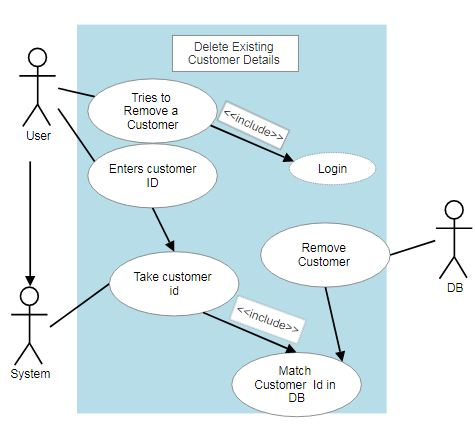 Delete Existing
Customer Details
Tries to
Remove a
Customer
<<include>>
User
Enters customer
ID
Login
Remove
Customer
Take customer
id
DB
<<include>>
System
Match
Customer Id in
DB